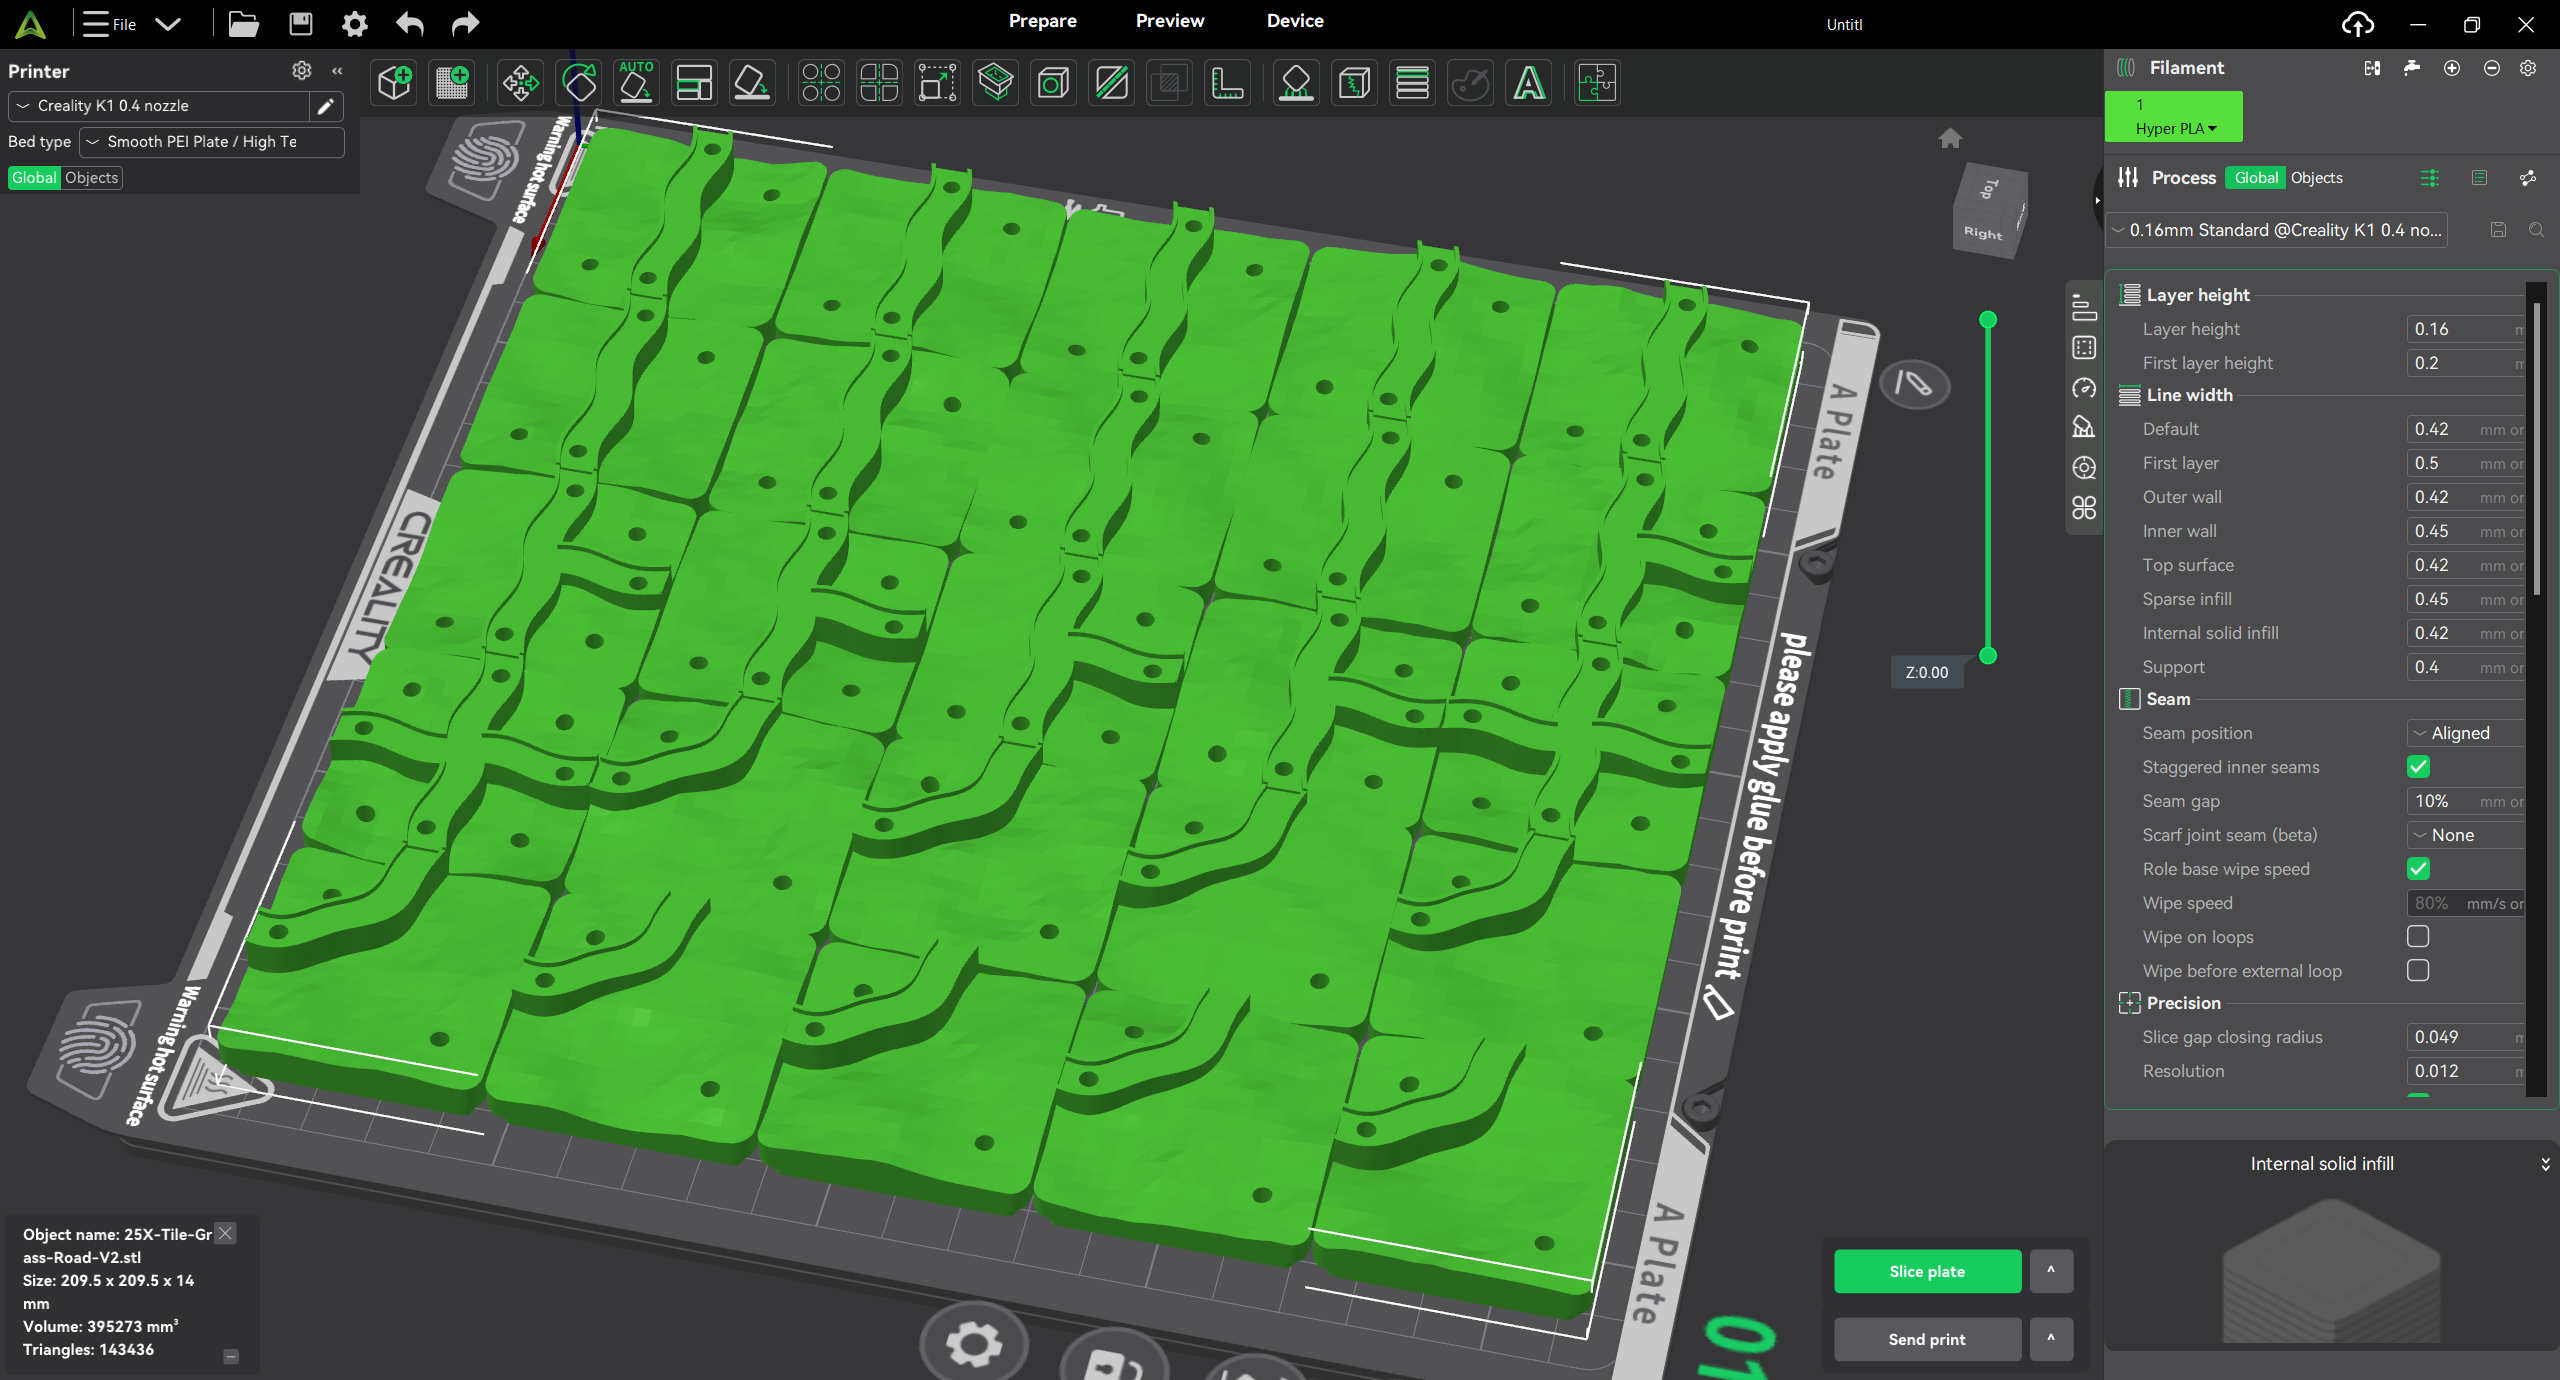 File
Prepare
Preview
Device
Untitl
Printer
Creality K1 0.4 nozzle
Bed type
Smooth PEI Plate / High Te
Global
Objects
AUTO
Filament
1
Hyper PLA
Process
Global
Objects
0.16mm Standard @Creality K1 0.4 no...
Layer height
Layer height 0.16
First layer height 0.2
Line width
Default 0.42 mm or
First layer 0.5 mm or
Outer wall 0.42 mm or
Inner wall 0.45 mm or
Top surface 0.42 mm or
Sparse infill 0.45 mm or
Internal solid infill 0.42 mm or
Support 0.4 mm or
Seam
Seam position Aligned
Staggered inner seams
Seam gap 10% mm or
Scarf joint seam (beta) None
Role base wipe speed
Wipe speed 80% mm/s or
Wipe on loops
Wipe before external loop
Precision
Slice gap closing radius 0.049
Resolution 0.012
Internal solid infill
Top
Right
Z:0.00
Warning hot surface
CREALITY
Warning hot surface
A Plate
please apply glue before print
A Plate
01
Object name: 25X-Tile-Gr
ass-Road-V2.stl
Size: 209.5 x 209.5 x 14
mm
Volume: 395273 mm³
Triangles: 143436
Slice plate
Send print